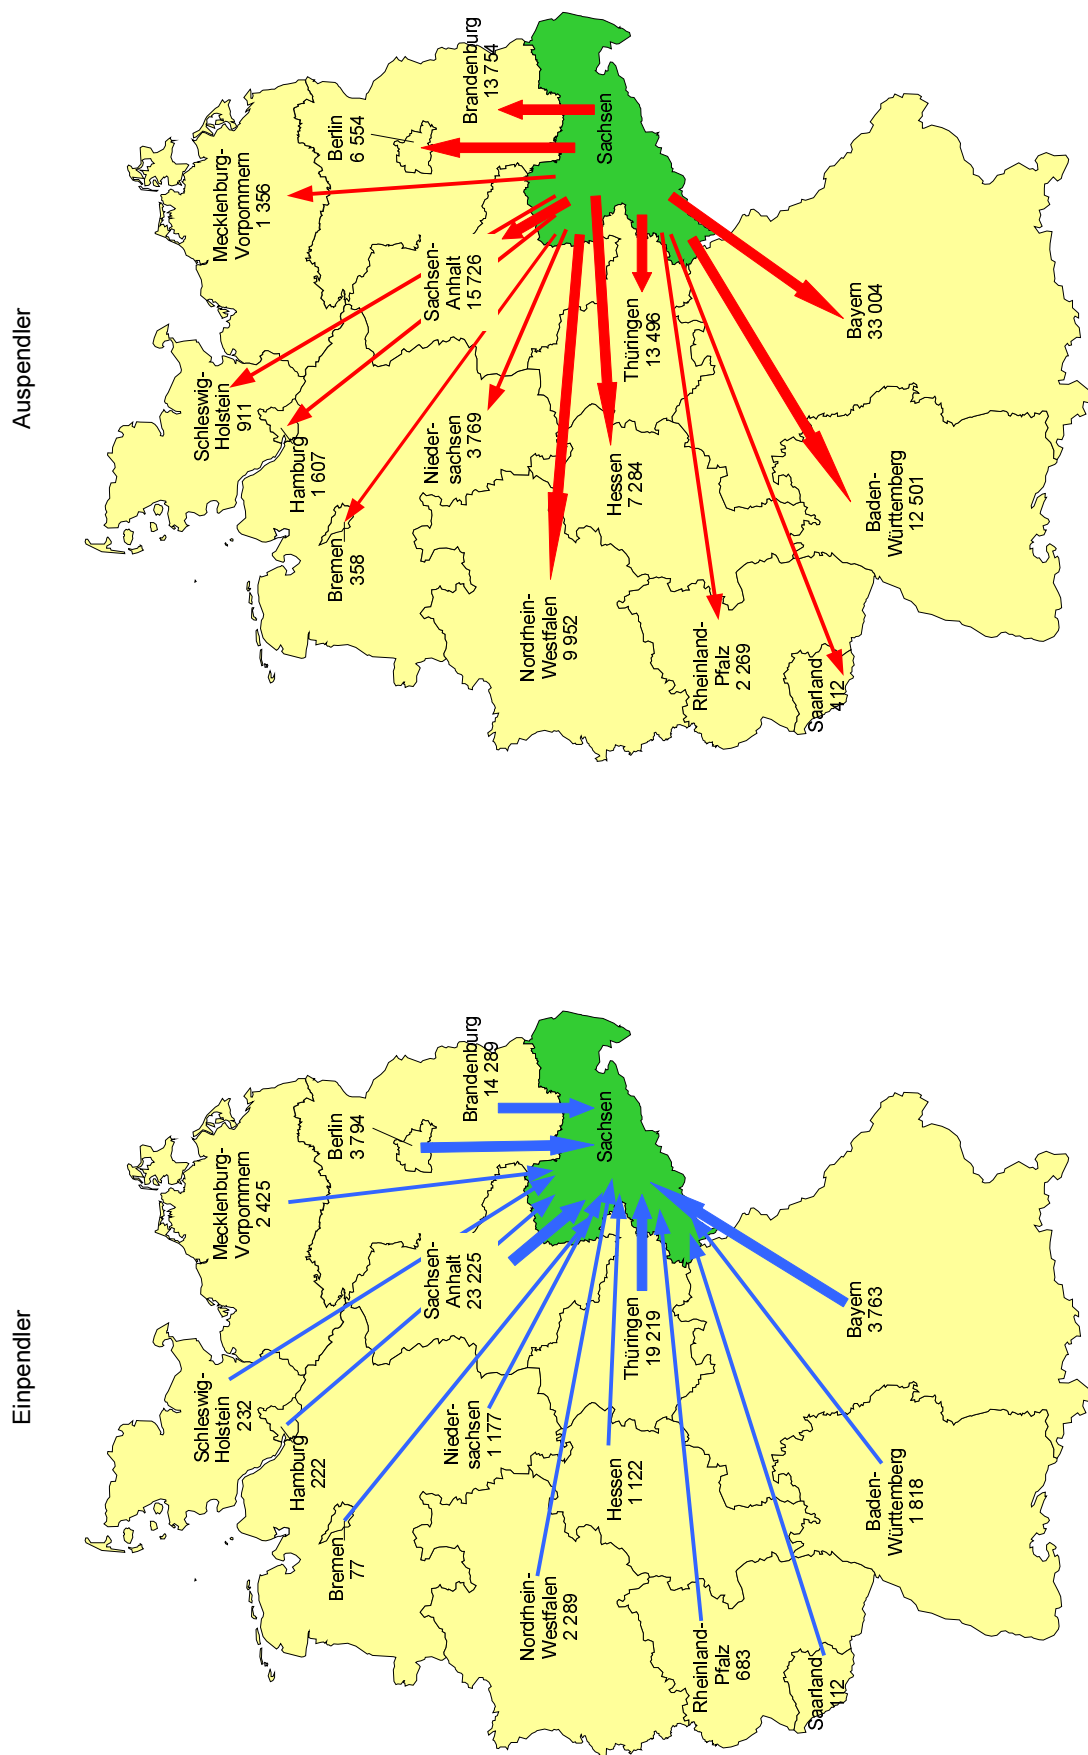 Einpendler
Schleswig-
Holstein
232
Mecklenburg-
Vorpommern
2 425
Hamburg
222
Bremen
77
Berlin
3 794
Sachsen-
Anhalt
23 225
Nieder-
sachsen
1 177
Brandenburg
14 289
Nordrhein-
Westfalen
2 289
Hessen
1 122
Thüringen
19 219
Sachsen
Rheinland-
Pfalz
683
Saarland
112
Baden-
Württemberg
1 818
Bayern
3 763
Auspendler
Schleswig-
Holstein
911
Mecklenburg-
Vorpommern
1 356
Hamburg
1 607
Bremen
358
Berlin
6 554
Sachsen-
Anhalt
15 726
Nieder-
sachsen
3 769
Brandenburg
13 754
Nordrhein-
Westfalen
9 952
Hessen
7 284
Thüringen
13 496
Sachsen
Rheinland-
Pfalz
2 269
Saarland
412
Baden-
Württemberg
12 501
Bayern
33 004